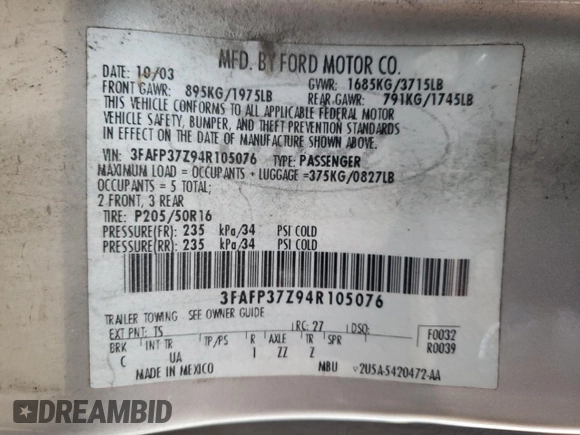 MFD. BY FORD MOTOR CO.
DATE: 10/03 GVWR: 1685KG/3715LB
FRONT GAWR: 895KG/1975LB REAR GAWR: 791KG/1745LB
THIS VEHICLE CONFORMS TO ALL APPLICABLE FEDERAL MOTOR
VEHICLE SAFETY, BUMPER, AND THEFT PREVENTION STANDARDS
IN EFFECT ON THE DATE OF MANUFACTURE SHOWN ABOVE.
VIN: 3FAFP37Z94R105076 TYPE: PASSENGER
MAXIMUM LOAD = OCCUPANTS + LUGGAGE =375KG/0827LB
OCCUPANTS = 5 TOTAL;
2 FRONT, 3 REAR
TIRE: P205/50R16
PRESSURE(FR): 235 kPa/34 PSI COLD
PRESSURE(RR): 235 kPa/34 PSI COLD
3FAFP37Z94R105076
TRAILER TOWING SEE OWNER GUIDE
EXT PNT: TS RC: 27 DSO: F0032
BRK INT TR TP/PS R AXLE TR SPR R0039
C UA I ZZ Z
MADE IN MEXICO MBU v2U5A-5420472-AA
DREAMBID